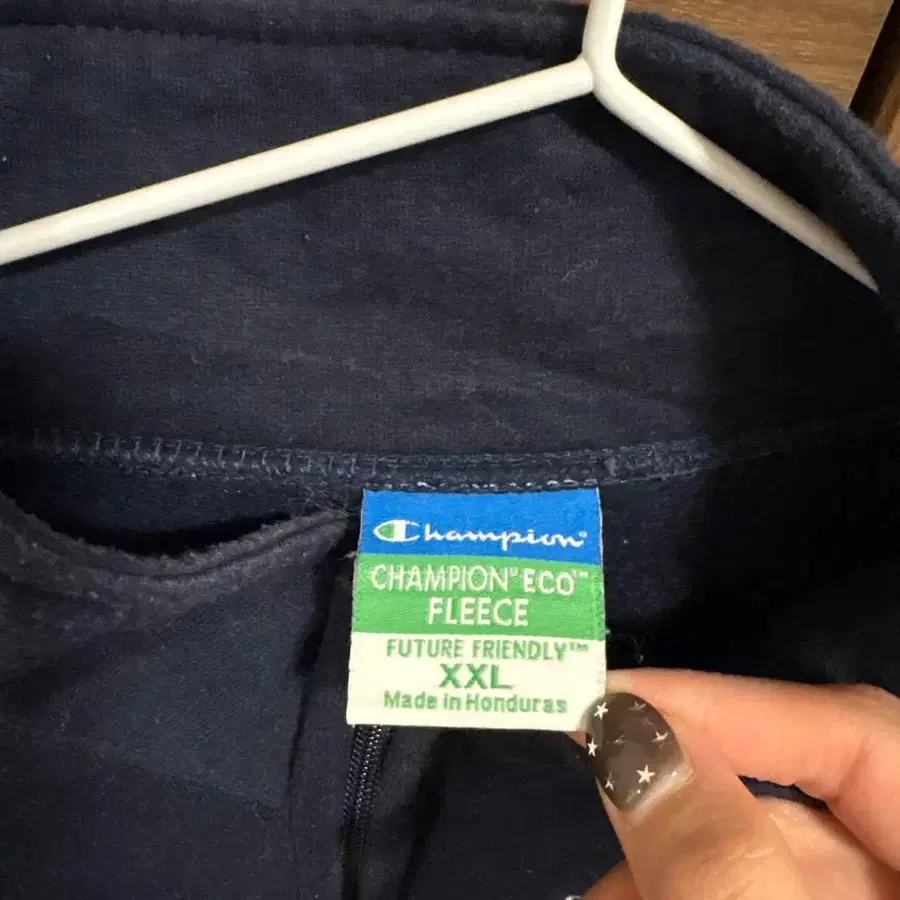 Champion®
CHAMPION® ECO™
FLEECE
FUTURE FRIENDLY™
XXL
Made in Honduras